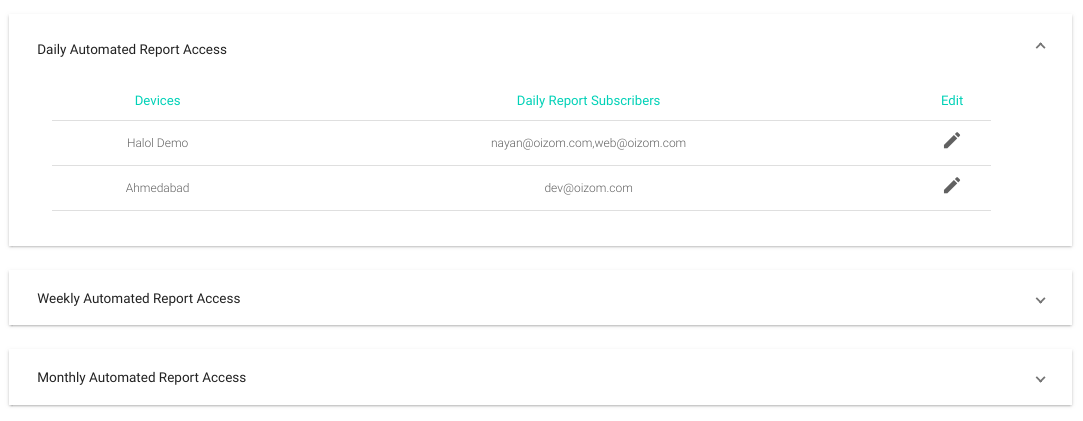 Daily Automated Report Access
Devices Daily Report Subscribers Edit
Halol Demo nayan@oizom.com,web@oizom.com
Ahmedabad dev@oizom.com
Weekly Automated Report Access
Monthly Automated Report Access